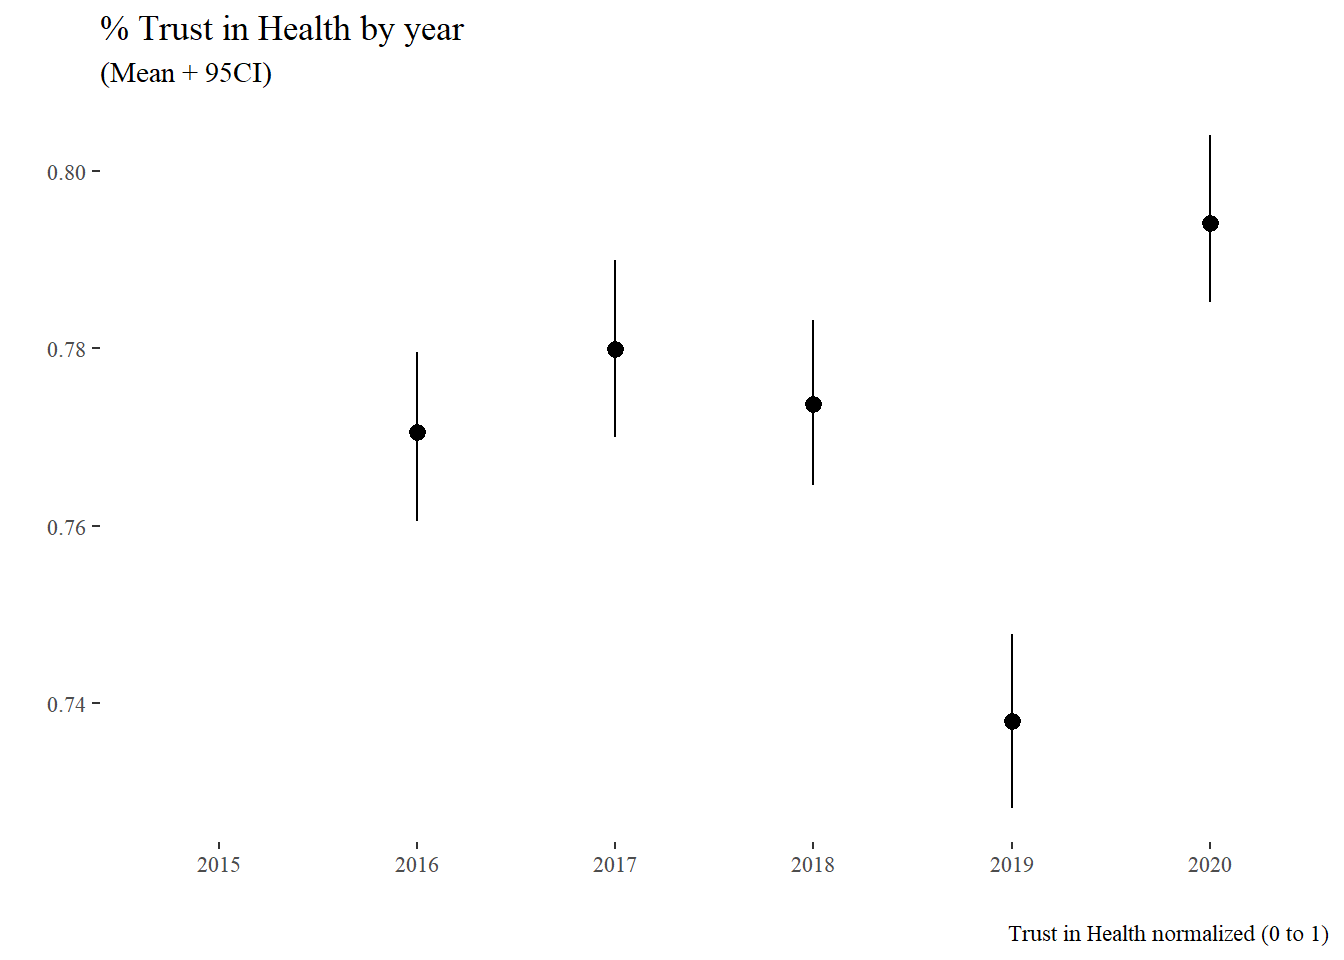 % Trust in Health by year
(Mean + 95CI)
0.80
0.78
0.76
0.74
2015 2016 2017 2018 2019 2020
Trust in Health normalized (0 to 1)